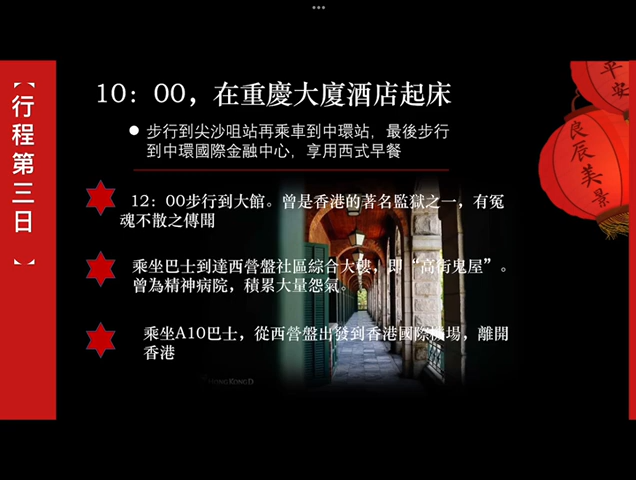 【行程第三日】
10：00，在重慶大廈酒店起床
步行到尖沙咀站再乘車到中環站，最後步行
到中環國際金融中心，享用西式早餐
12：00步行到大館。曾是香港的著名監獄之一，有冤
魂不散之傳聞
乘坐巴士到達西營盤社區綜合大樓，即“高街鬼屋”。
曾為精神病院，積累大量怨氣。
乘坐A10巴士，從西營盤出發到香港國際機場，離開
香港
平安
良辰美景